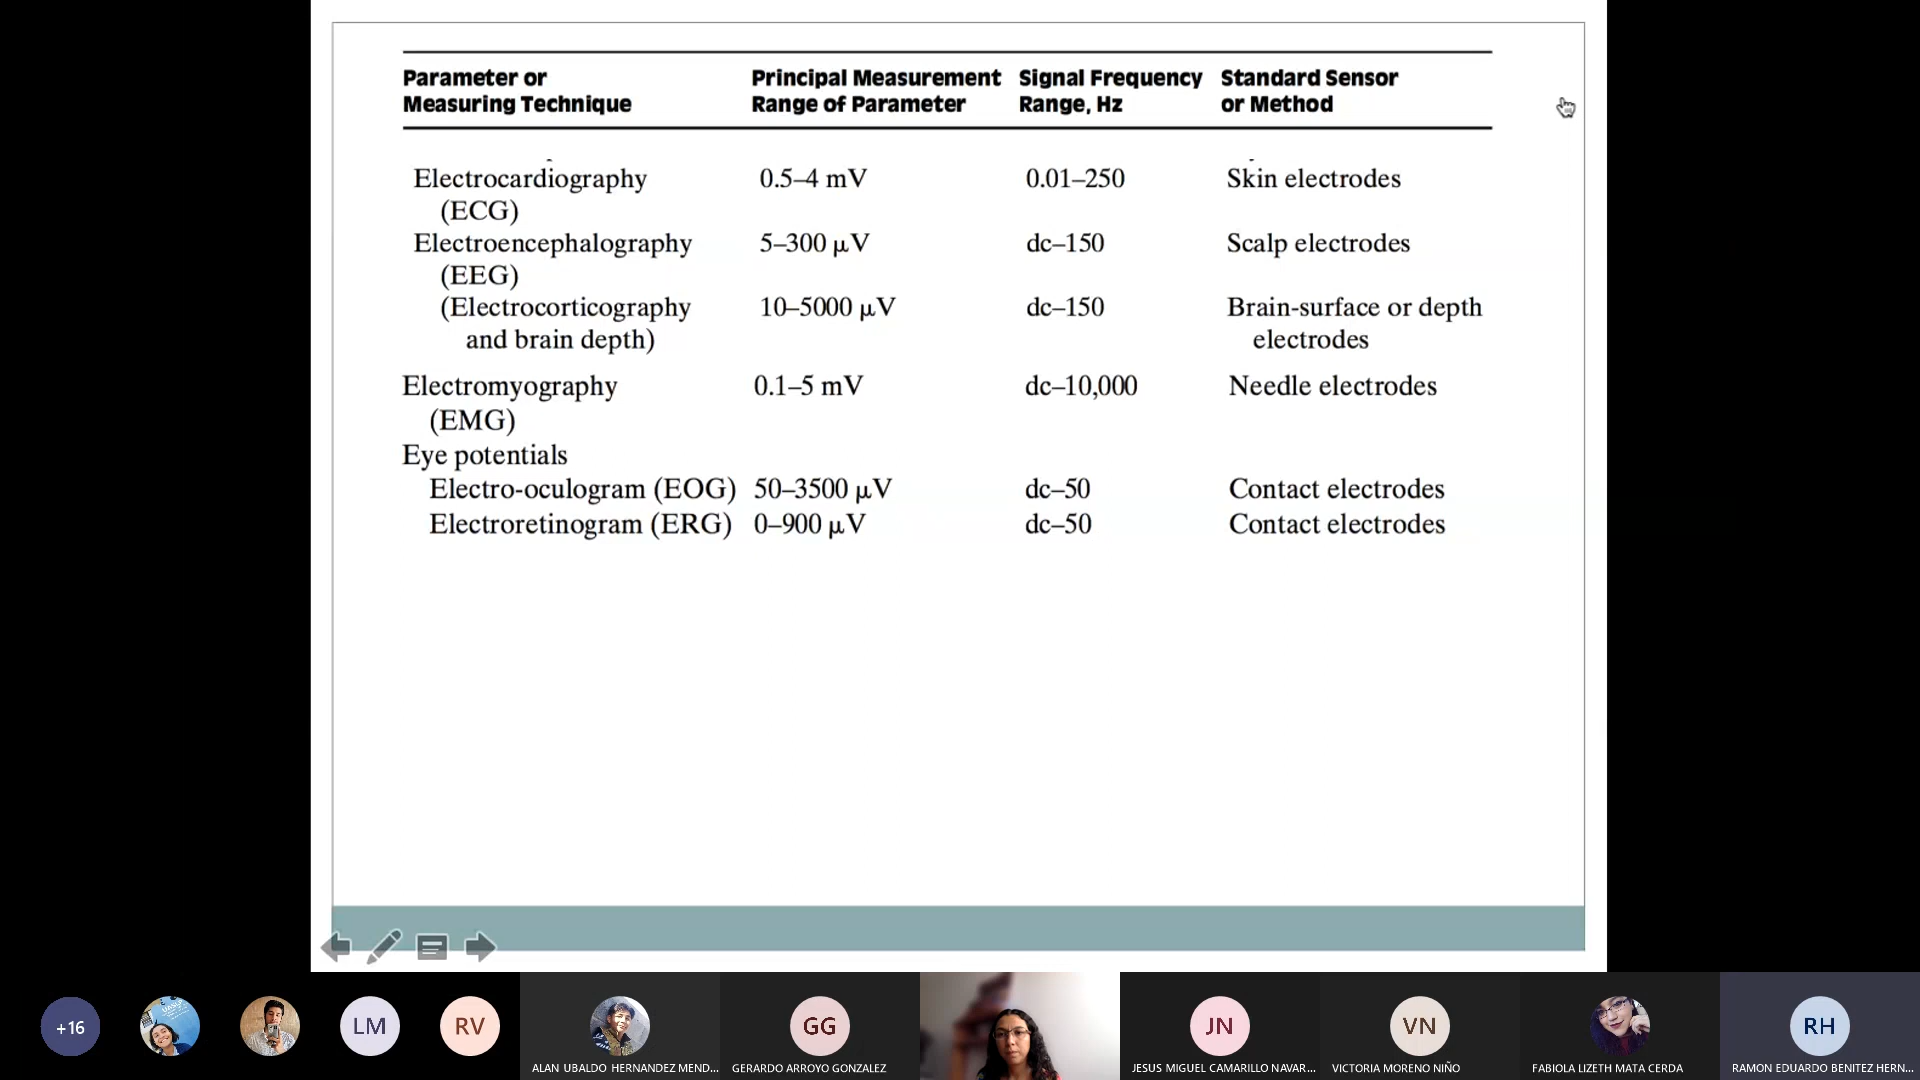 Parameter or Measuring Technique
Principal Measurement Range of Parameter
Signal Frequency Range, Hz
Standard Sensor or Method
Electrocardiography (ECG) 0.5–4 mV 0.01–250 Skin electrodes
Electroencephalography (EEG) 5–300 μV dc–150 Scalp electrodes
(Electrocorticography and brain depth) 10–5000 μV dc–150 Brain-surface or depth electrodes
Electromyography (EMG) 0.1–5 mV dc–10,000 Needle electrodes
Eye potentials
Electro-oculogram (EOG) 50–3500 μV dc–50 Contact electrodes
Electroretinogram (ERG) 0–900 μV dc–50 Contact electrodes
+16
LM
RV
ALAN UBALDO HERNANDEZ MEND...
GG
GERARDO ARROYO GONZALEZ
JN
JESUS MIGUEL CAMARILLO NAVAR...
VN
VICTORIA MORENO NIÑO
FABIOLA LIZETH MATA CERDA
RH
RAMON EDUARDO BENITEZ HERN...